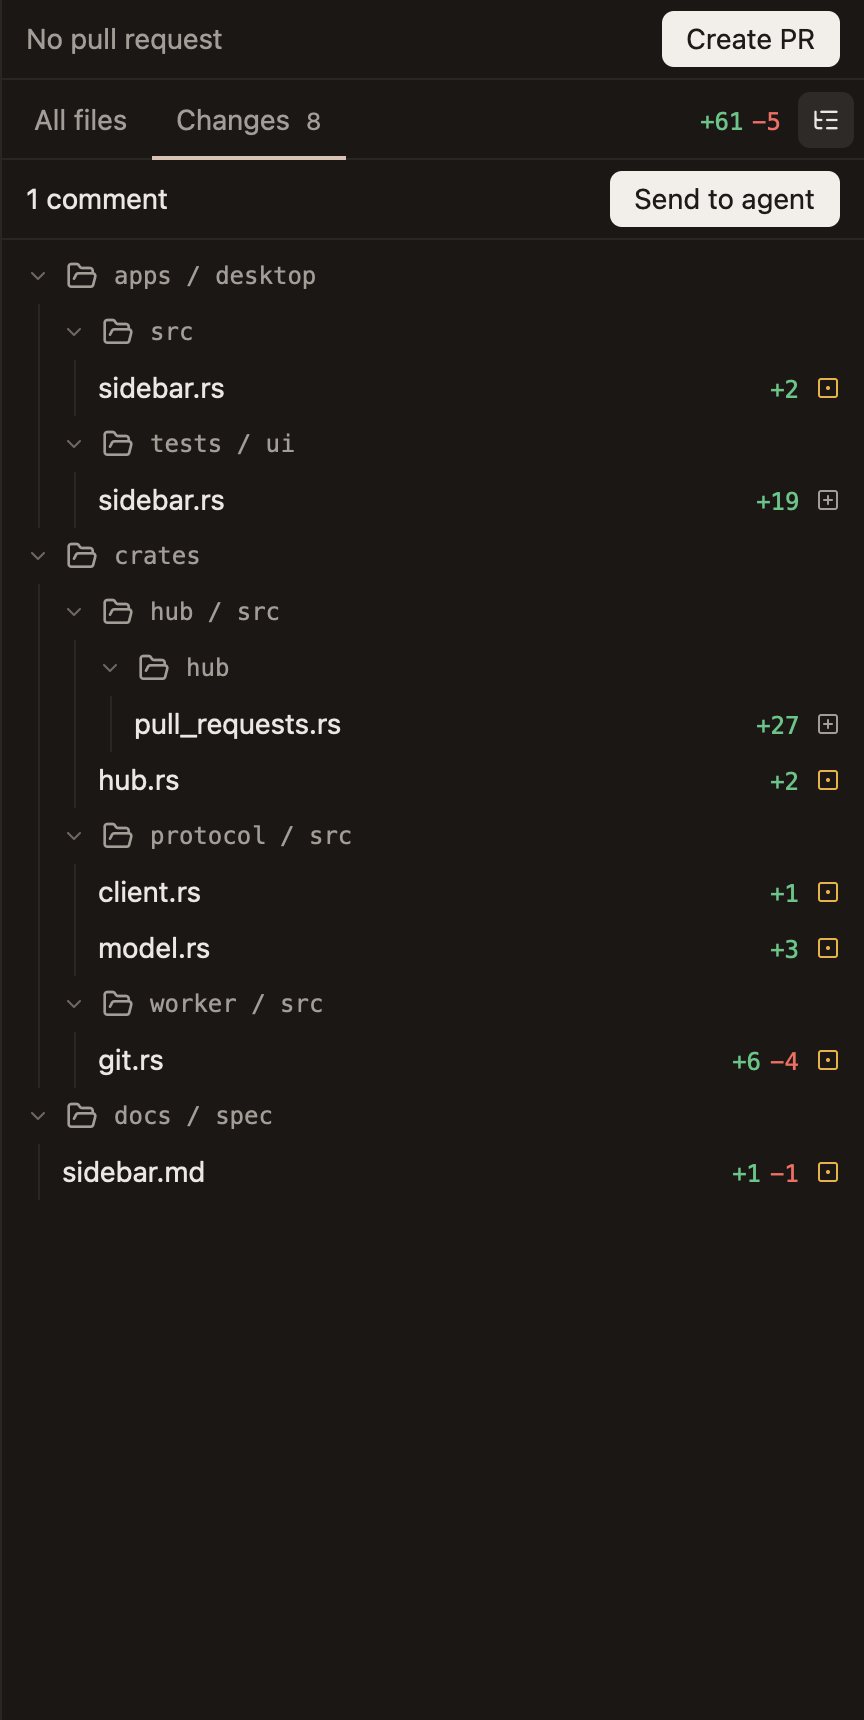 No pull request Create PR
All files Changes 8 +61 −5
1 comment Send to agent
apps / desktop
src
sidebar.rs +2
tests / ui
sidebar.rs +19
crates
hub / src
hub
pull_requests.rs +27
hub.rs +2
protocol / src
client.rs +1
model.rs +3
worker / src
git.rs +6 −4
docs / spec
sidebar.md +1 −1